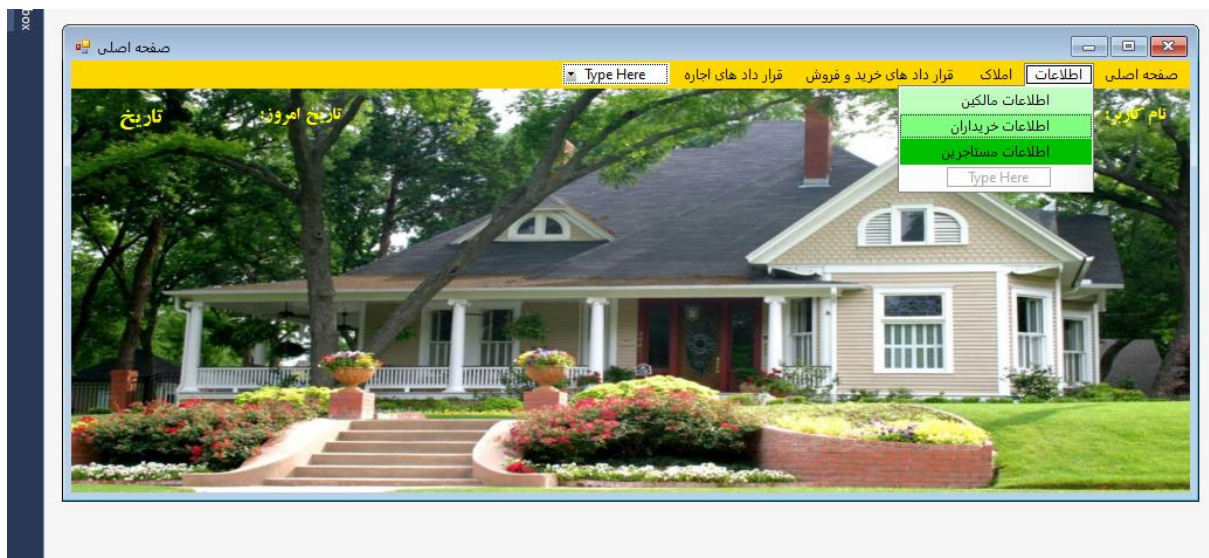 box
صفحه اصلی
صفحه اصلی اطلاعات املاک قرار داد های خرید و فروش قرار داد های اجاره Type Here
اطلاعات مالکین
اطلاعات خریداران
اطلاعات مستاجرین
Type Here
نام کاربر: تاریخ امروز: تاریخ